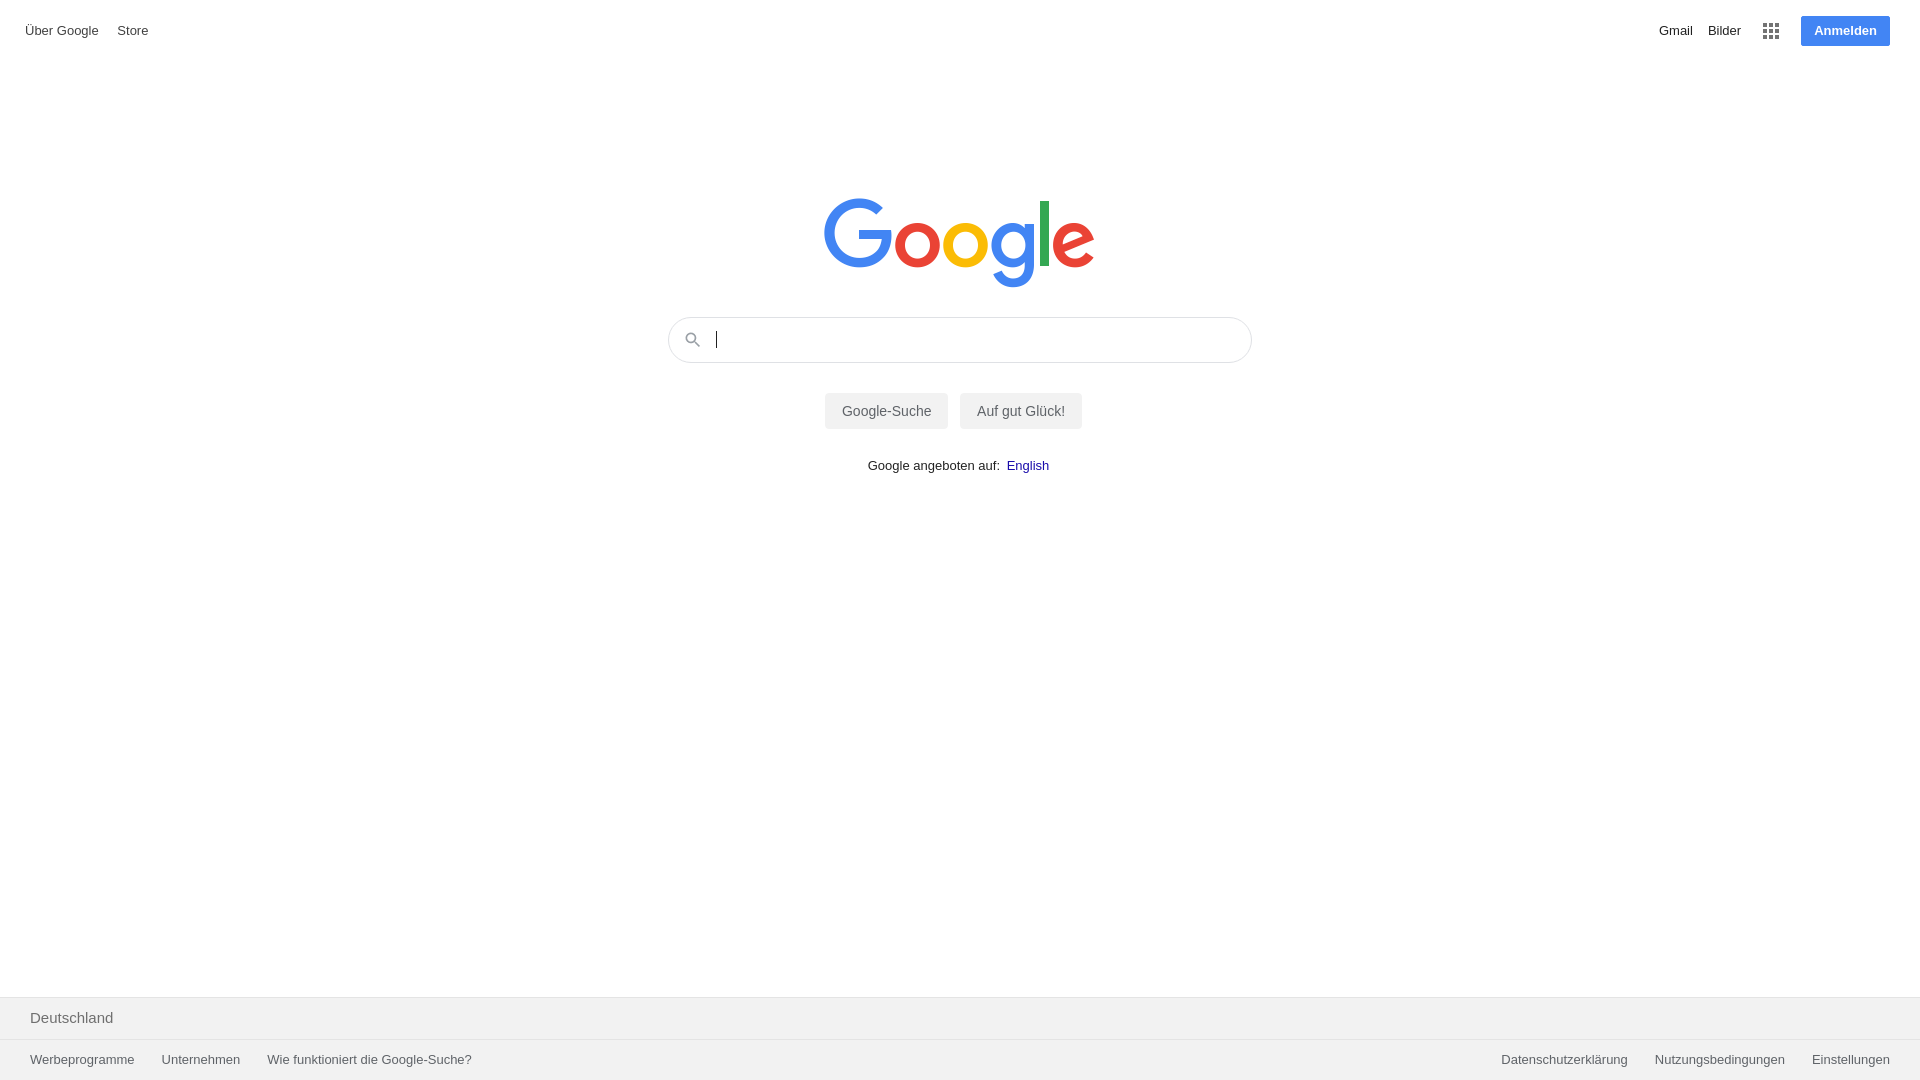 Über Google Store Gmail Bilder Anmelden
Google
Google-Suche Auf gut Glück!
Google angeboten auf: English
Deutschland
Werbeprogramme Unternehmen Wie funktioniert die Google-Suche? Datenschutzerklärung Nutzungsbedingungen Einstellungen